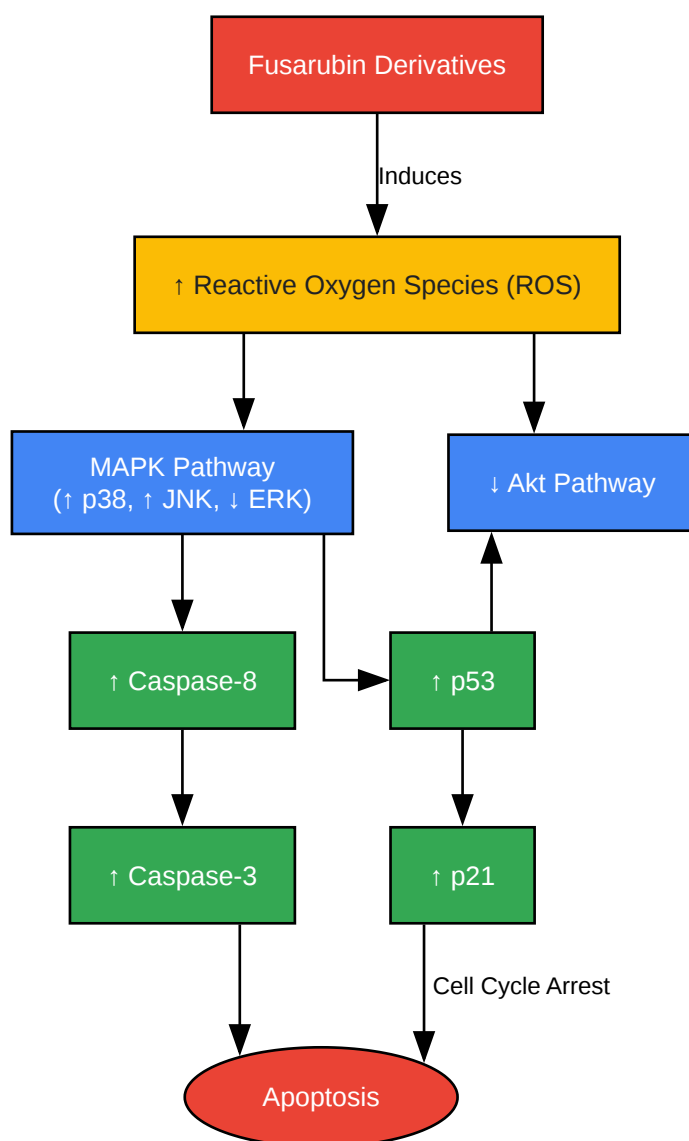 Fusarubin Derivatives
Induces
↑ Reactive Oxygen Species (ROS)
MAPK Pathway
(↑ p38, ↑ JNK, ↓ ERK)
↓ Akt Pathway
↑ Caspase-8
↑ p53
↑ Caspase-3
↑ p21
Cell Cycle Arrest
Apoptosis